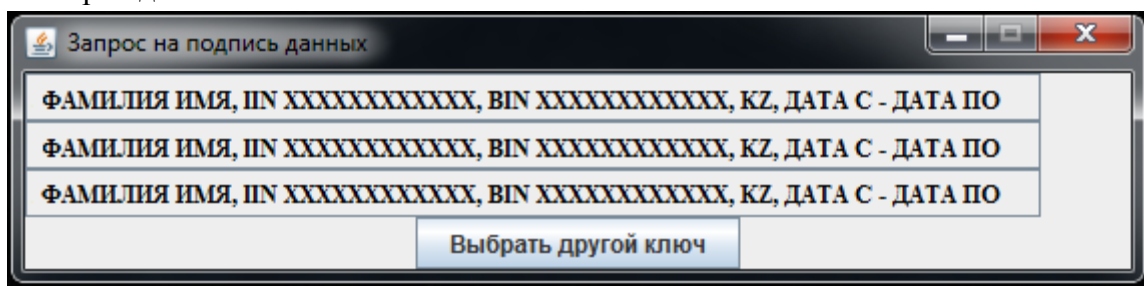 Запрос на подпись данных
ФАМИЛИЯ ИМЯ, IIN XXXXXXXXXXXX, BIN XXXXXXXXXXXX, KZ, ДАТА С - ДАТА ПО
ФАМИЛИЯ ИМЯ, IIN XXXXXXXXXXXX, BIN XXXXXXXXXXXX, KZ, ДАТА С - ДАТА ПО
ФАМИЛИЯ ИМЯ, IIN XXXXXXXXXXXX, BIN XXXXXXXXXXXX, KZ, ДАТА С - ДАТА ПО
Выбрать другой ключ